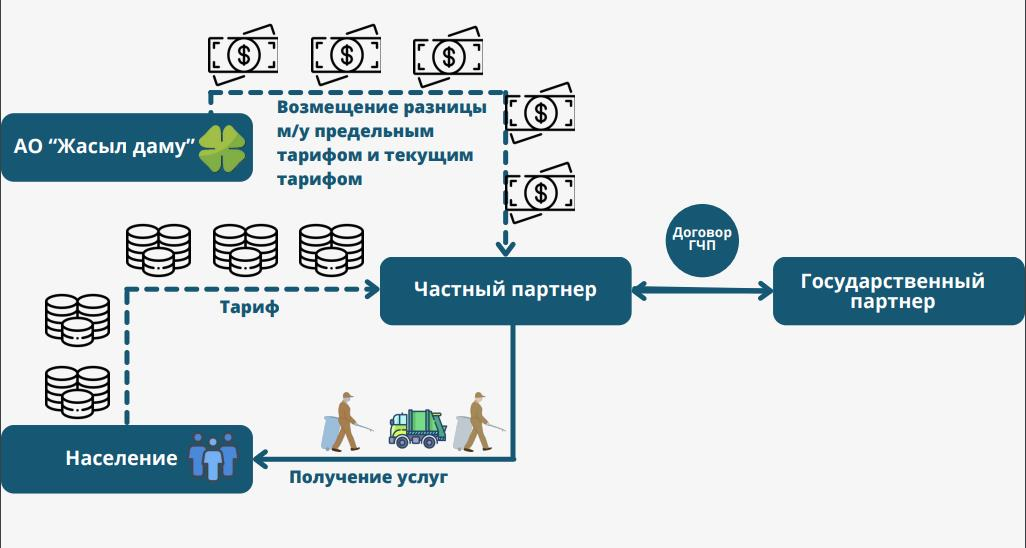 Возмещение разницы
м/у предельным
тарифом и текущим
тарифом
АО “Жасыл даму”
Договор
ГЧП
Частный партнер
Государственный
партнер
Тариф
Население
Получение услуг